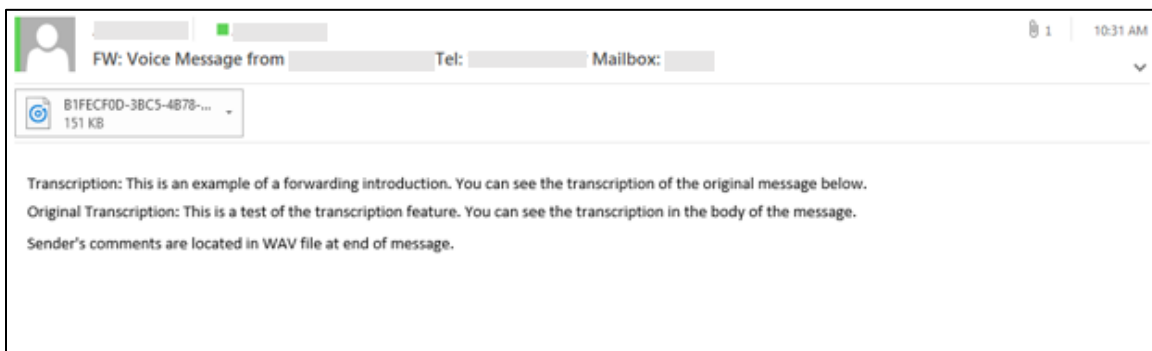 1
10:31 AM
FW: Voice Message from Tel: Mailbox:
B1FECF0D-3BC5-4B78-...
151 KB
Transcription: This is an example of a forwarding introduction. You can see the transcription of the original message below.
Original Transcription: This is a test of the transcription feature. You can see the transcription in the body of the message.
Sender's comments are located in WAV file at end of message.